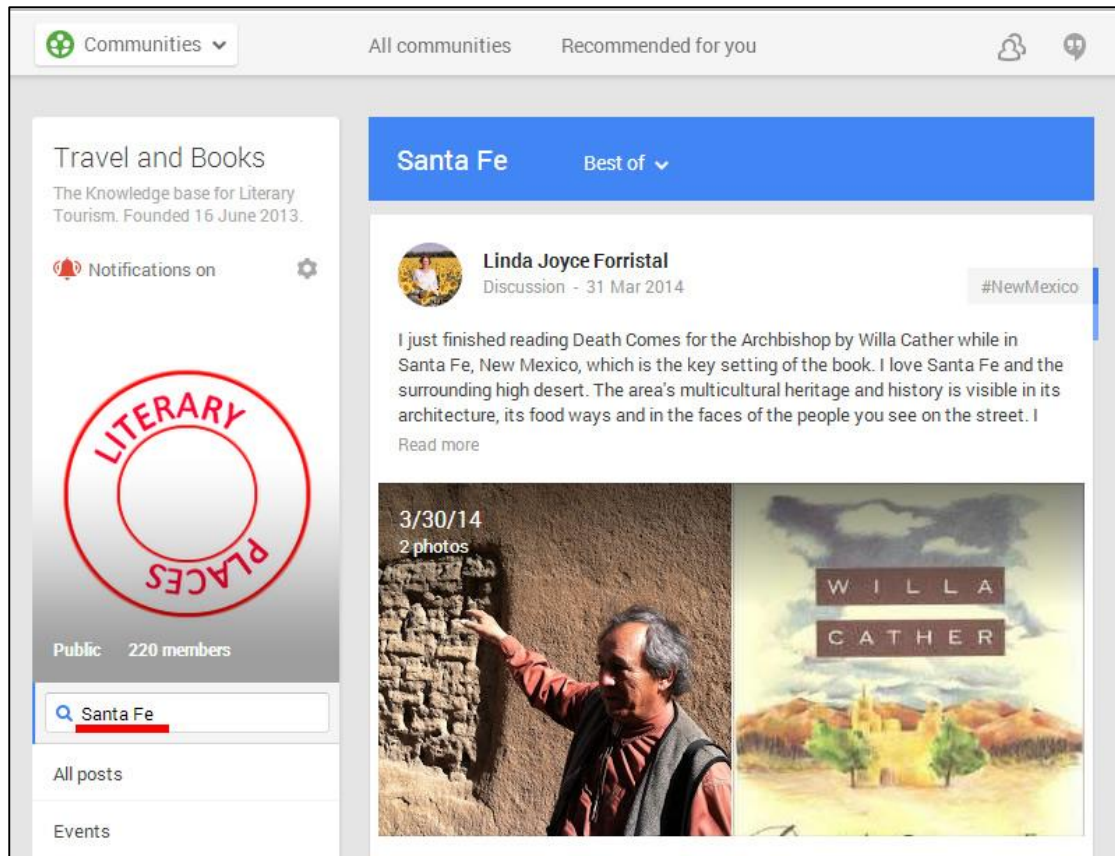 Communities
All communities
Recommended for you
Travel and Books
The Knowledge base for Literary
Tourism. Founded 16 June 2013.
Notifications on
LITERARY
PLACES
Public 220 members
Santa Fe
All posts
Events
Santa Fe
Best of
Linda Joyce Forristal
Discussion - 31 Mar 2014
#NewMexico
I just finished reading Death Comes for the Archbishop by Willa Cather while in
Santa Fe, New Mexico, which is the key setting of the book. I love Santa Fe and the
surrounding high desert. The area's multicultural heritage and history is visible in its
architecture, its food ways and in the faces of the people you see on the street. I
Read more
3/30/14
2 photos
WILLA
CATHER